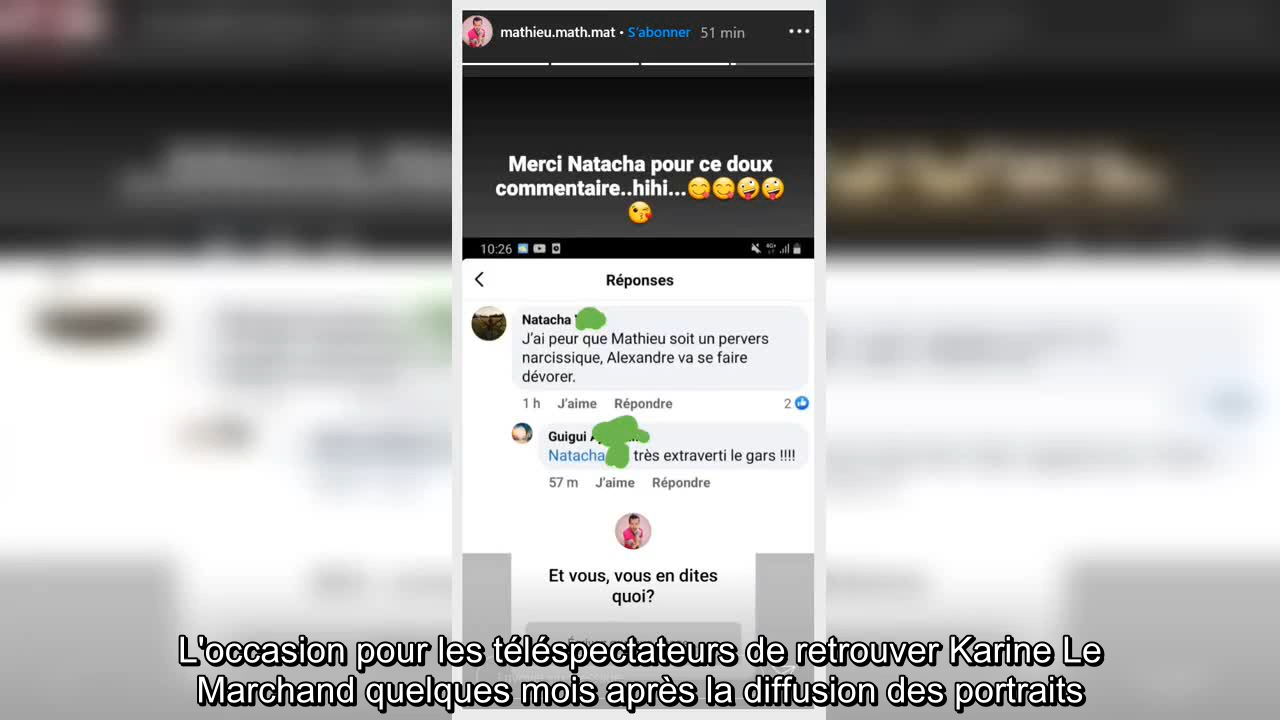 mathieu.math.mat • S'abonner 51 min
Merci Natacha pour ce doux
commentaire..hihi...😋😋🤪🤪
😘
10:26
Réponses
Natacha
J'ai peur que Mathieu soit un pervers
narcissique, Alexandre va se faire
dévorer.
1 h J'aime Répondre 2
Guigui
Natacha très extraverti le gars !!!!
57 m J'aime Répondre
Et vous, vous en dites
quoi?
L'occasion pour les téléspectateurs de retrouver Karine Le
Marchand quelques mois après la diffusion des portraits